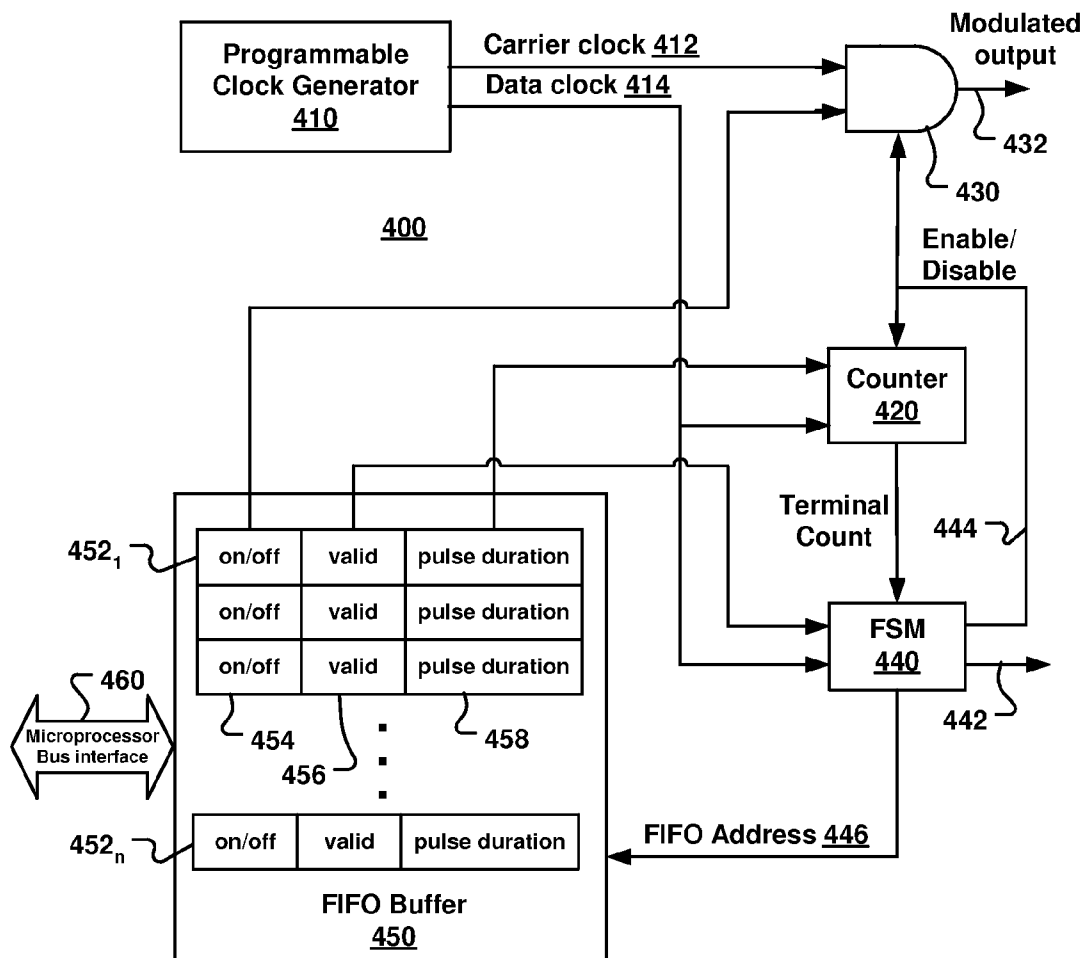 Programmable
Clock Generator
410
Carrier clock 412
Data clock 414
Modulated
output
432
430
400
Enable/
Disable
Counter
420
Terminal
Count
444
452₁
on/off valid pulse duration
on/off valid pulse duration
on/off valid pulse duration
FSM
440
442
460
Microprocessor
Bus interface
454
456
458
452ₙ
on/off valid pulse duration
FIFO Address 446
FIFO Buffer
450